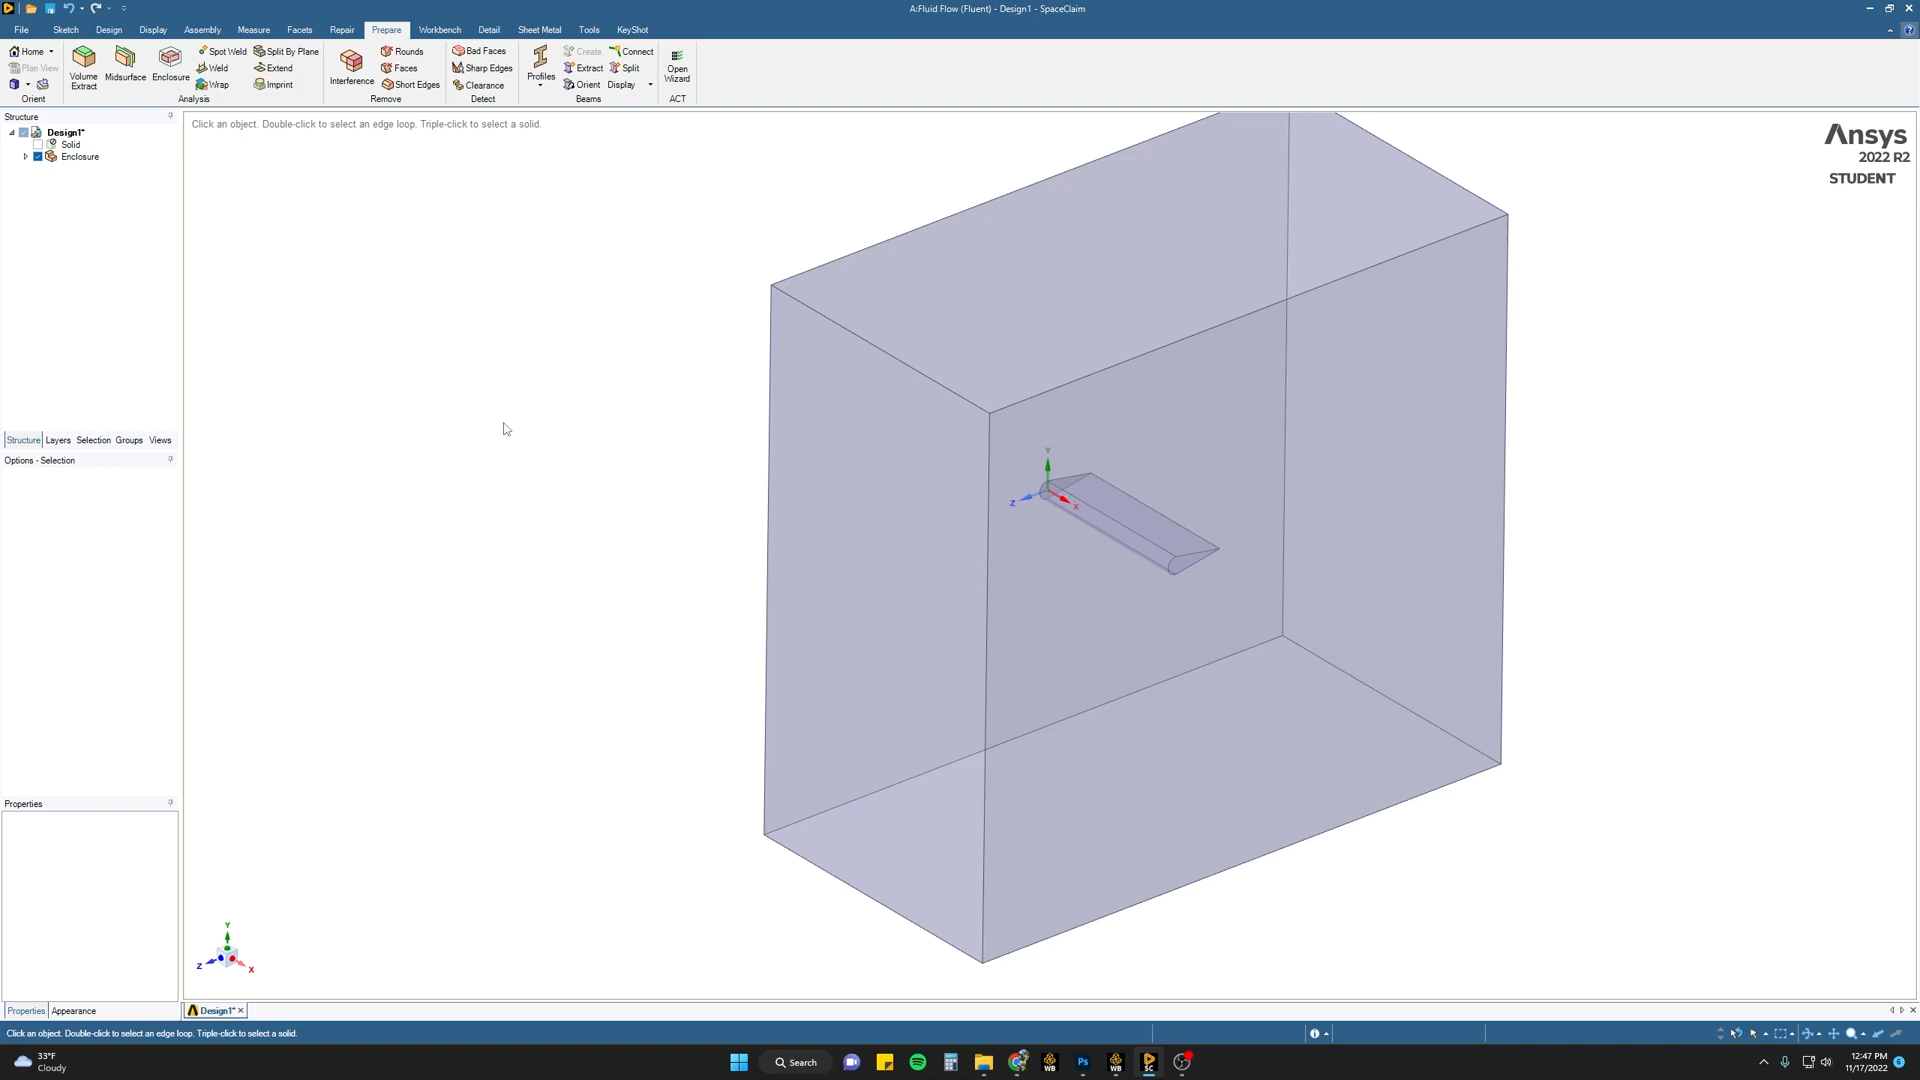 A:Fluid Flow (Fluent) - Design1 - SpaceClaim
File Sketch Design Display Assembly Measure Facets Repair Prepare Workbench Detail Sheet Metal Tools KeyShot
Home
Plan View
Orient
Volume Extract
Midsurface
Enclosure
Spot Weld
Weld
Wrap
Split By Plane
Extend
Imprint
Analysis
Interference
Rounds
Faces
Short Edges
Remove
Bad Faces
Sharp Edges
Clearance
Detect
Profiles
Create
Extract
Orient
Connect
Split
Display
Beams
Open Wizard
ACT
Structure
Design1*
Solid
Enclosure
Click an object. Double-click to select an edge loop. Triple-click to select a solid.
Ansys
2022 R2
STUDENT
Y
Z
X
Structure Layers Selection Groups Views
Options - Selection
Properties
Y
Z
X
Properties Appearance
Design1*
Click an object. Double-click to select an edge loop. Triple-click to select a solid.
33°F
Cloudy
Search
WB
Ps
WB
SC
12:47 PM
11/17/2022
6